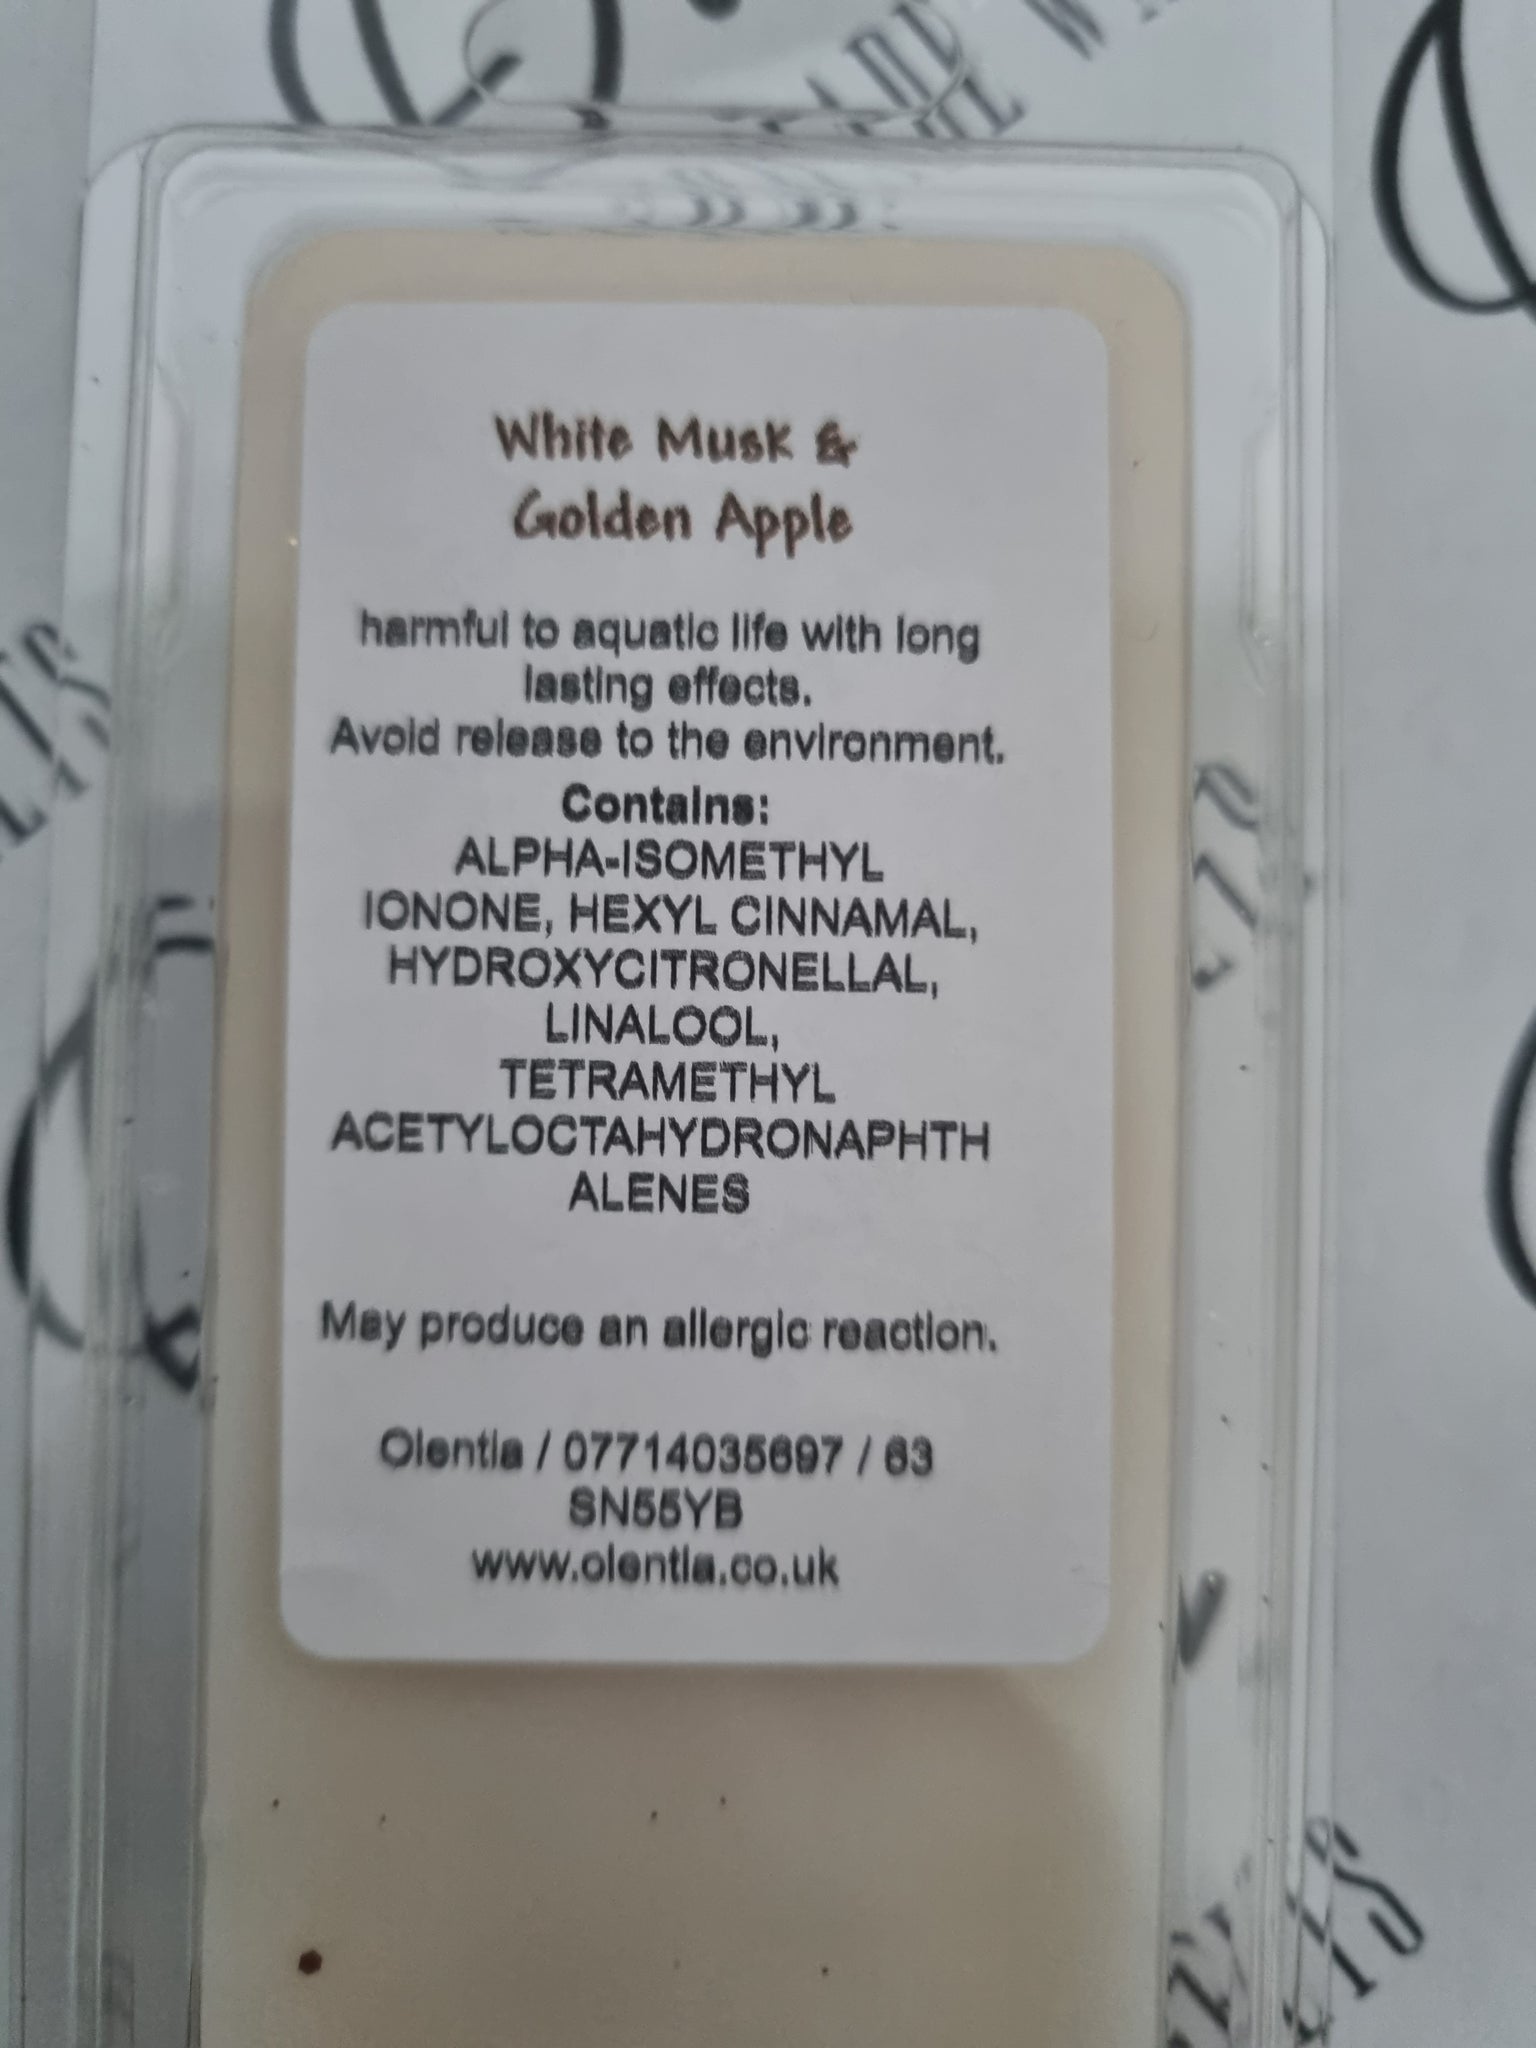 White Musk &
Golden Apple
harmful to aquatic life with long
lasting effects.
Avoid release to the environment.
Contains:
ALPHA-ISOMETHYL
IONONE, HEXYL CINNAMAL,
HYDROXYCITRONELLAL,
LINALOOL,
TETRAMETHYL
ACETYLOCTAHYDRONAPHTH
ALENES
May produce an allergic reaction.
Olentia / 07714035697 / 63
SN55YB
www.olentia.co.uk